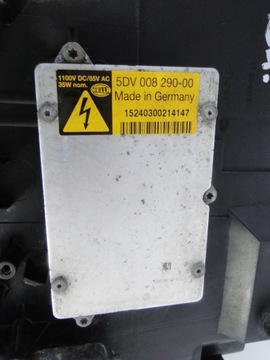 1100V DC/85V AC
35W nom.
HELLA
5DV 008 290-00
Made in Germany
15240300214147